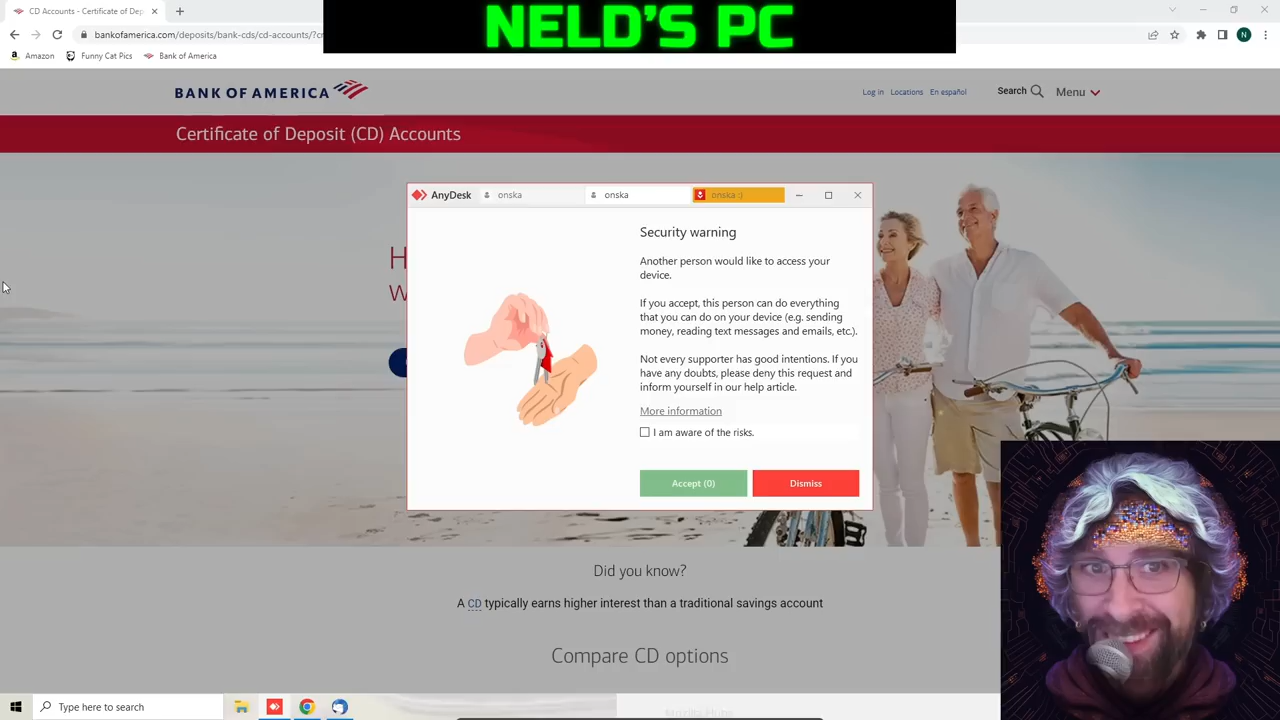 NELD'S PC
CD Accounts - Certificate of Dep
bankofamerica.com/deposits/bank-cds/cd-accounts/?c
N
Amazon
Funny Cat Pics
Bank of America
BANK OF AMERICA
Log in
Locations
En español
Search
Menu
Certificate of Deposit (CD) Accounts
H
W
AnyDesk
onska
onska
onska :)
Security warning
Another person would like to access your
device.
If you accept, this person can do everything
that you can do on your device (e.g. sending
money, reading text messages and emails, etc.).
Not every supporter has good intentions. If you
have any doubts, please deny this request and
inform yourself in our help article.
More information
I am aware of the risks.
Accept (0)
Dismiss
Did you know?
A CD typically earns higher interest than a traditional savings account
Compare CD options
Type here to search